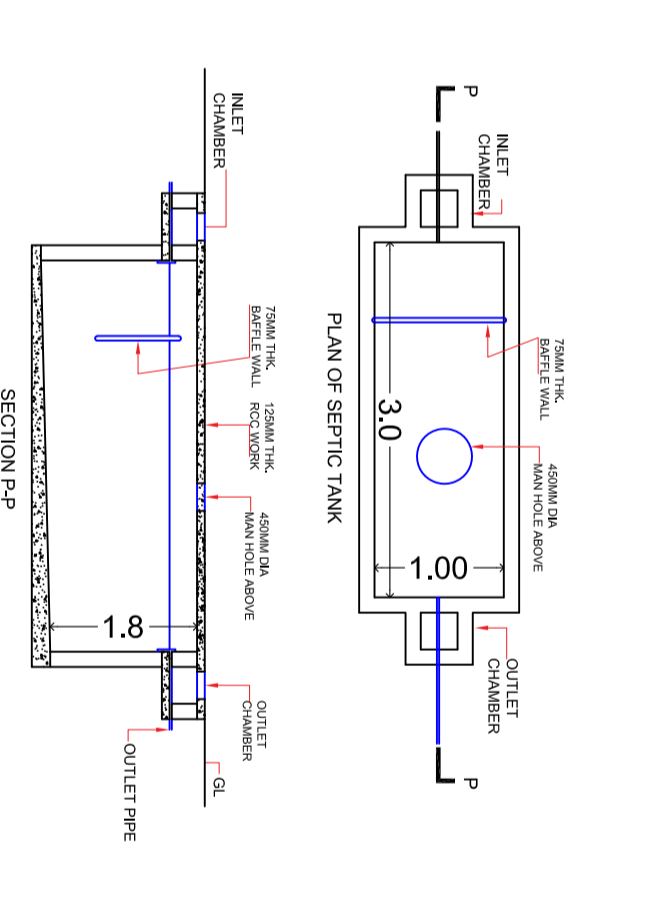 P
INLET
CHAMBER
75MM THK.
BAFFLE WALL
450MM DIA
MAN HOLE ABOVE
3.0
1.00
OUTLET
CHAMBER
P
PLAN OF SEPTIC TANK
INLET
CHAMBER
75MM THK.
BAFFLE WALL
125MM THK.
RCC WORK
450MM DIA
MAN HOLE ABOVE
OUTLET
CHAMBER
GL
1.8
OUTLET PIPE
SECTION P-P